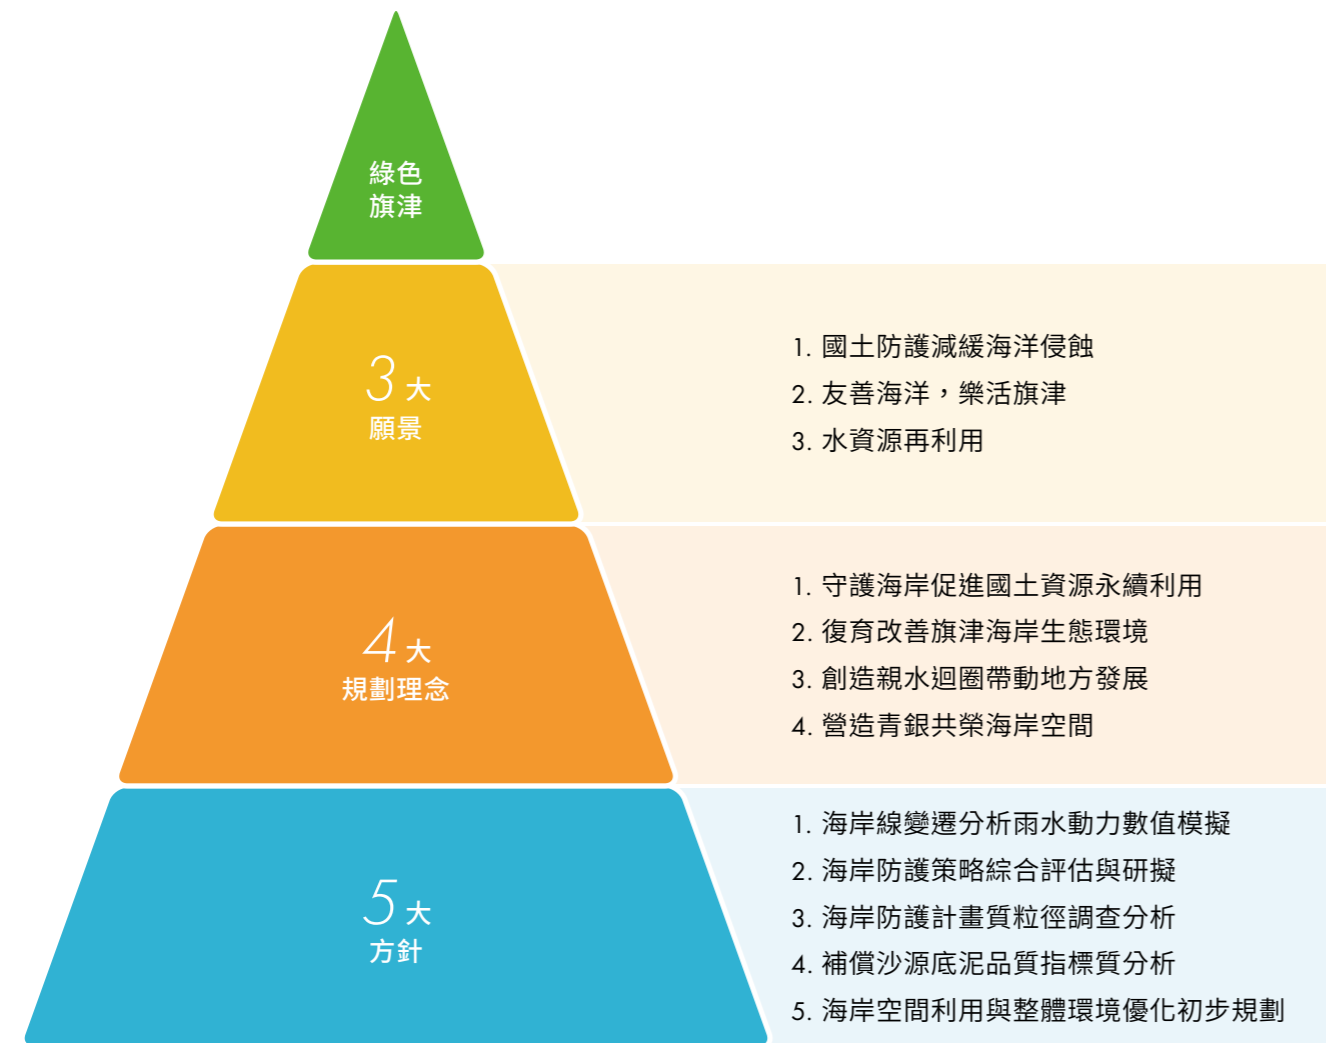 綠色
旗津
3大
願景
1. 國土防護減緩海洋侵蝕
2. 友善海洋，樂活旗津
3. 水資源再利用
4大
規劃理念
1. 守護海岸促進國土資源永續利用
2. 復育改善旗津海岸生態環境
3. 創造親水迴圈帶動地方發展
4. 營造青銀共榮海岸空間
5大
方針
1. 海岸線變遷分析雨水動力數值模擬
2. 海岸防護策略綜合評估與研擬
3. 海岸防護計畫質粒徑調查分析
4. 補償沙源底泥品質指標質分析
5. 海岸空間利用與整體環境優化初步規劃